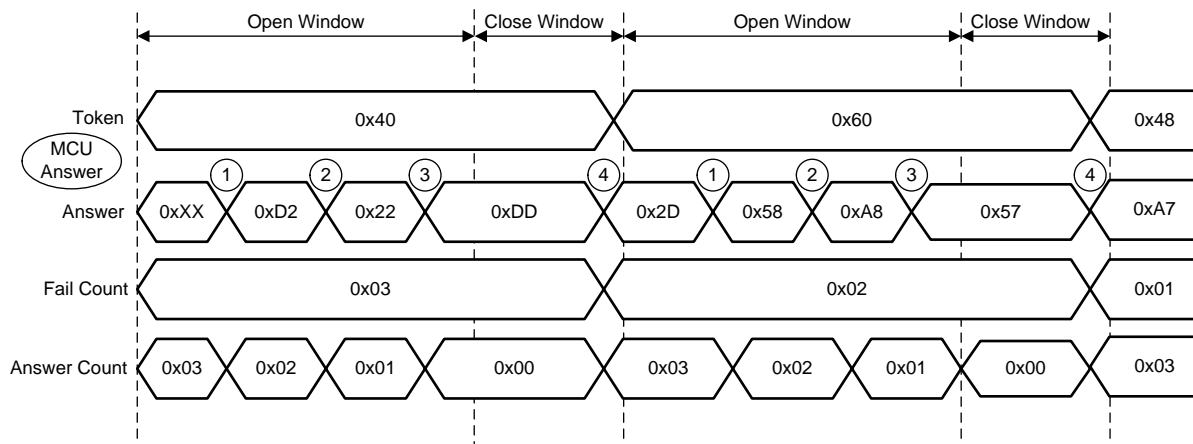 Open Window Close Window Open Window Close Window
Token 0x40 0x60 0x48
MCU
Answer
1 2 3 4 1 2 3 4
Answer 0xXX 0xD2 0x22 0xDD 0x2D 0x58 0xA8 0x57 0xA7
Fail Count 0x03 0x02 0x01
Answer Count 0x03 0x02 0x01 0x00 0x03 0x02 0x01 0x00 0x03